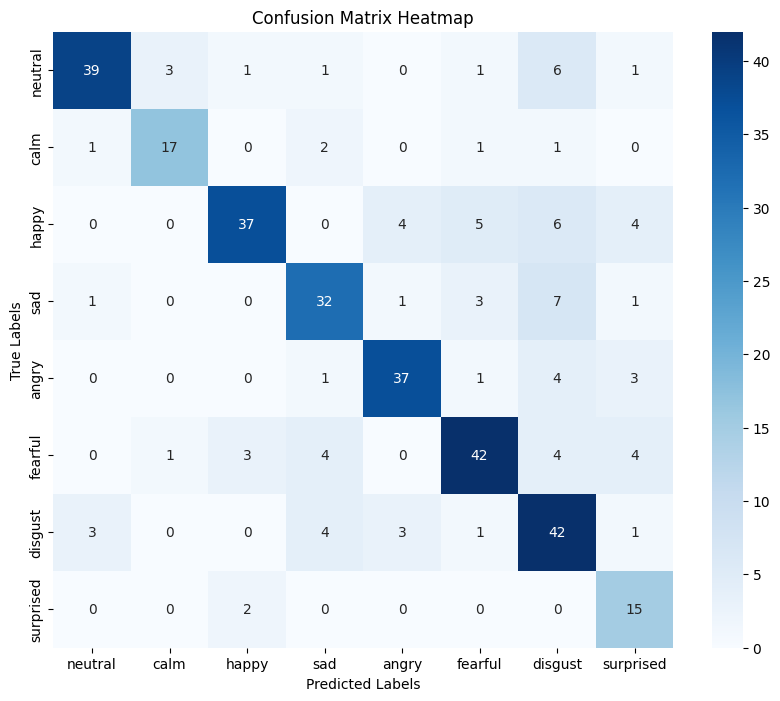 Confusion Matrix Heatmap
True Labels
neutral 39 3 1 1 0 1 6 1
calm 1 17 0 2 0 1 1 0
happy 0 0 37 0 4 5 6 4
sad 1 0 0 32 1 3 7 1
angry 0 0 0 1 37 1 4 3
fearful 0 1 3 4 0 42 4 4
disgust 3 0 0 4 3 1 42 1
surprised 0 0 2 0 0 0 0 15
neutral calm happy sad angry fearful disgust surprised
Predicted Labels
40
35
30
25
20
15
10
5
0